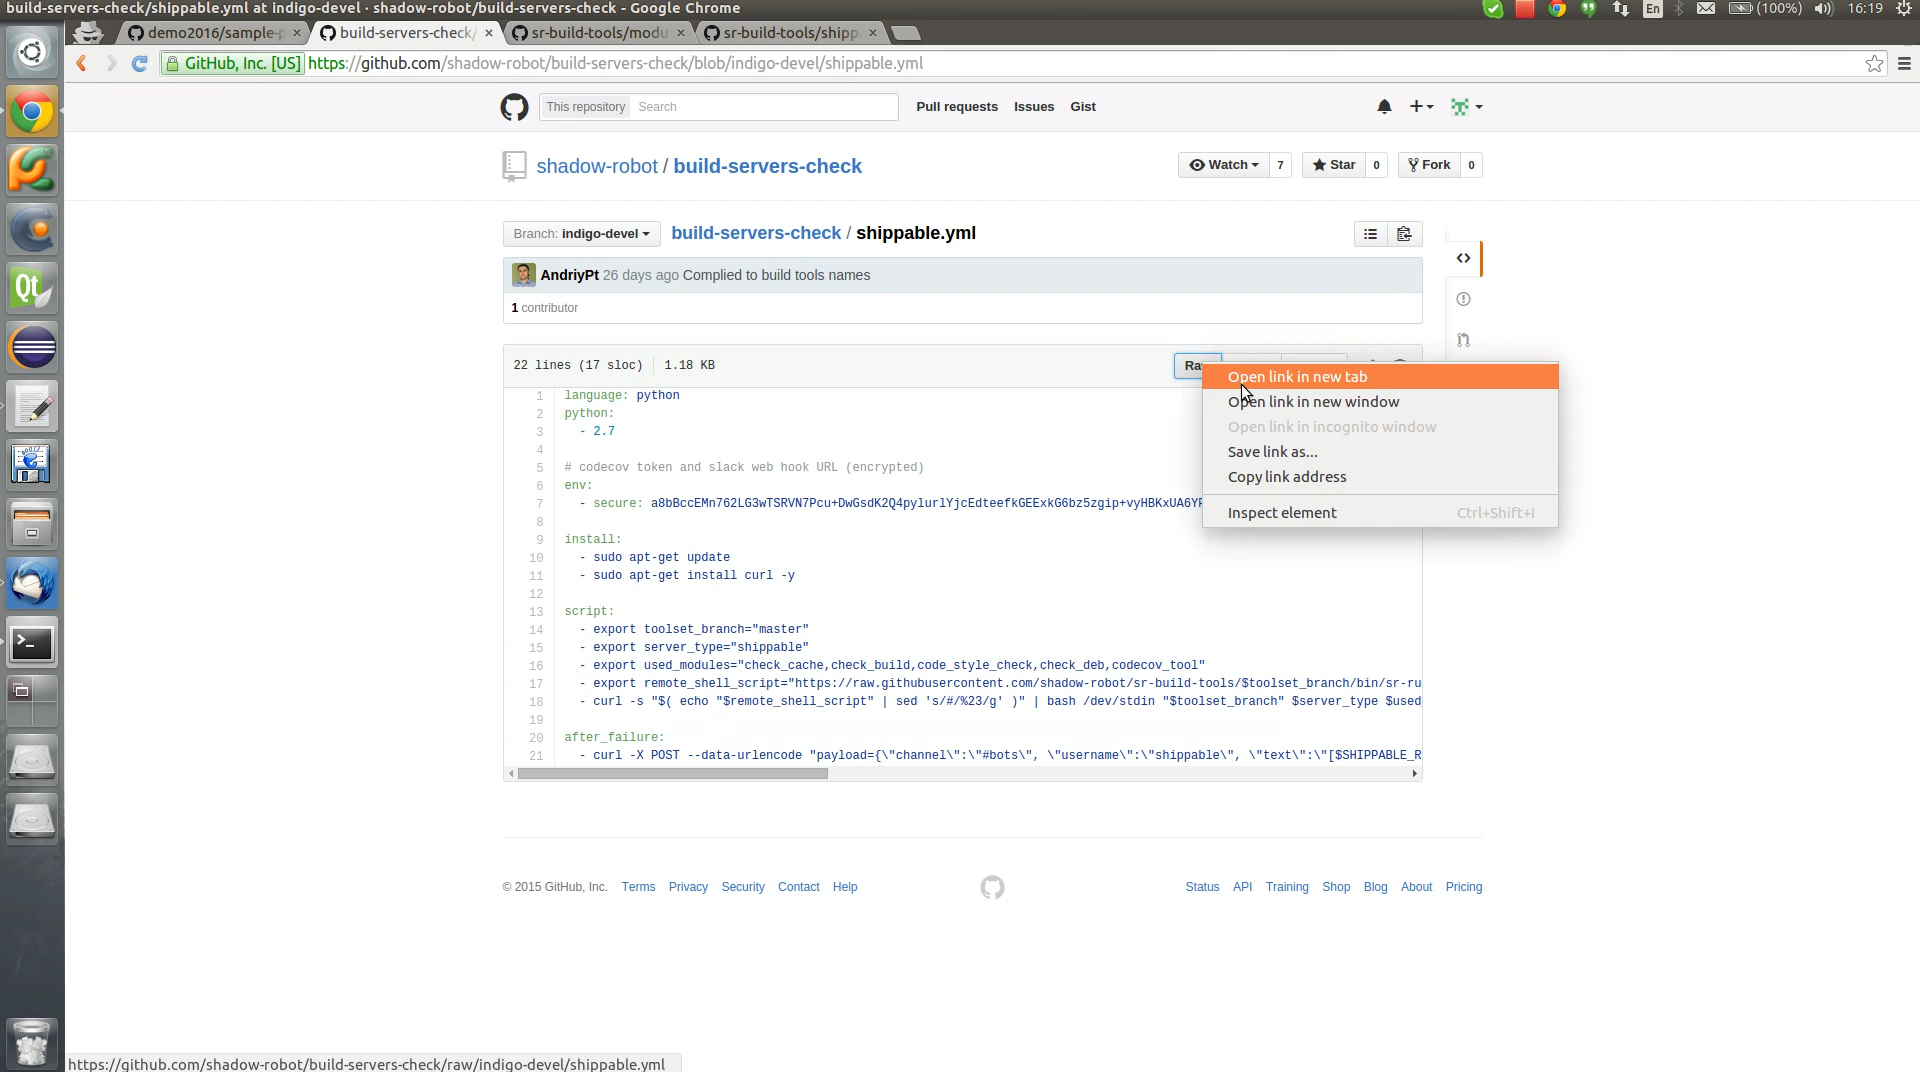 build-servers-check/shippable.yml at indigo-devel · shadow-robot/build-servers-check - Google Chrome
En (100%) 16:19
demo2016/sample-p
build-servers-check/
sr-build-tools/modu
sr-build-tools/shipp
GitHub, Inc. [US] https://github.com/shadow-robot/build-servers-check/blob/indigo-devel/shippable.yml
This repository Search
Pull requests Issues Gist
shadow-robot / build-servers-check
Watch 7 Star 0 Fork 0
Branch: indigo-devel build-servers-check / shippable.yml
AndriyPt 26 days ago Complied to build tools names
1 contributor
22 lines (17 sloc) 1.18 KB
1 language: python
2 python:
3 - 2.7
4
5 # codecov token and slack web hook URL (encrypted)
6 env:
7 - secure: a8bBccEMn762LG3wTSRVN7Pcu+DwGsdK2Q4pylurlYjcEdteefkGEExkG6bz5zgip+vyHBKxUA6YP
8
9 install:
10 - sudo apt-get update
11 - sudo apt-get install curl -y
12
13 script:
14 - export toolset_branch="master"
15 - export server_type="shippable"
16 - export used_modules="check_cache,check_build,code_style_check,check_deb,codecov_tool"
17 - export remote_shell_script="https://raw.githubusercontent.com/shadow-robot/sr-build-tools/$toolset_branch/bin/sr-ru
18 - curl -s "$( echo "$remote_shell_script" | sed 's/#/%23/g' )" | bash /dev/stdin "$toolset_branch" $server_type $used
19
20 after_failure:
21 - curl -X POST --data-urlencode "payload={\"channel\":\"#bots\", \"username\":\"shippable\", \"text\":\"[$SHIPPABLE_R
Ra
Open link in new tab
Open link in new window
Open link in incognito window
Save link as...
Copy link address
Inspect element Ctrl+Shift+I
© 2015 GitHub, Inc. Terms Privacy Security Contact Help
Status API Training Shop Blog About Pricing
Qt
https://github.com/shadow-robot/build-servers-check/raw/indigo-devel/shippable.yml